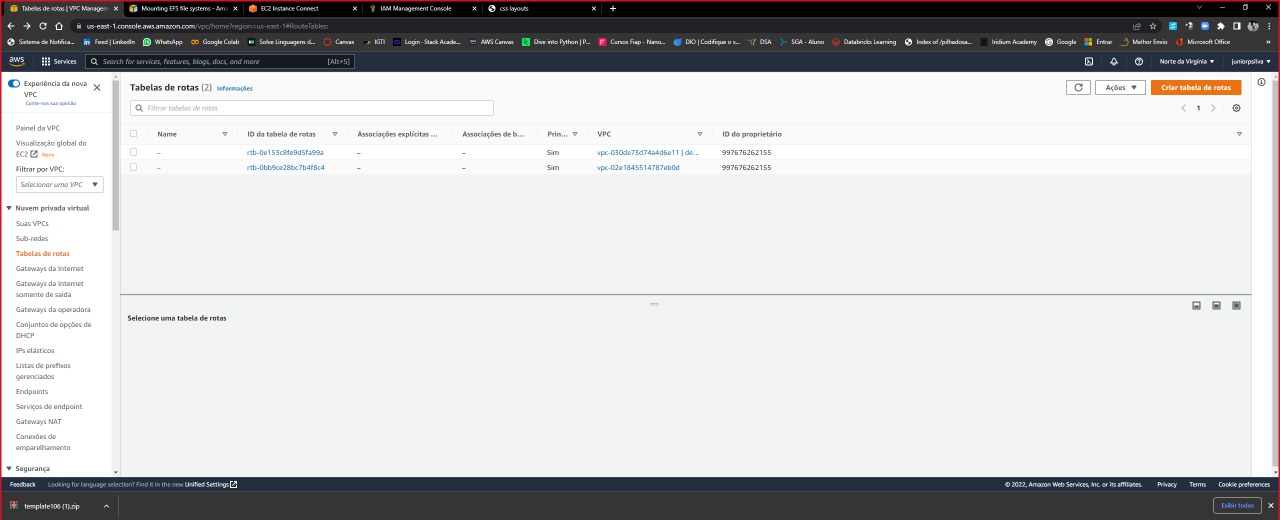 Tabelas de rotas | VPC Managem
Mounting EFS file systems - Ama
EC2 Instance Connect
IAM Management Console
css layouts
us-east-1.console.aws.amazon.com/vpc/home?region=us-east-1#RouteTables:
Sistema de Notifica...
Feed | LinkedIn
WhatsApp
Google Colab
Solve Linguagens d...
Canvas
IGTI
Login · Stack Acade...
AWS Canvas
Dive into Python | P...
Cursos Fiap - Nano...
DIO | Codifique o s...
DSA
SGA - Aluno
Databricks Learning
Index of /pilhadosa...
Iridium Academy
Google
Entrar
Melhor Envio
Microsoft Office
aws
Services
Search for services, features, blogs, docs, and more
[Alt+S]
Norte da Virgínia
juniorpsilva
Experiência da nova
VPC
Conte-nos sua opinião
Painel da VPC
Visualização global do
EC2 Novo
Filtrar por VPC:
Selecionar uma VPC
Nuvem privada virtual
Suas VPCs
Sub-redes
Tabelas de rotas
Gateways da Internet
Gateways da Internet
somente de saída
Gateways da operadora
Conjuntos de opções de
DHCP
IPs elásticos
Listas de prefixos
gerenciados
Endpoints
Serviços de endpoint
Gateways NAT
Conexões de
emparelhamento
Segurança
Tabelas de rotas (2) Informações
Ações
Criar tabela de rotas
Filtrar tabelas de rotas
1
Name
ID da tabela de rotas
Associações explícitas ...
Associações de b...
Prin...
VPC
ID do proprietário
– rtb-0e153c8fe9d5fa99a – – Sim vpc-030de73d74a4d6e11 | de... 997676262155
– rtb-0bb9ce28bc7b4f8c4 – – Sim vpc-02e1845514787eb0d 997676262155
Selecione uma tabela de rotas
Feedback
Looking for language selection? Find it in the new Unified Settings
© 2022, Amazon Web Services, Inc. or its affiliates.
Privacy
Terms
Cookie preferences
template106 (1).zip
Exibir todos